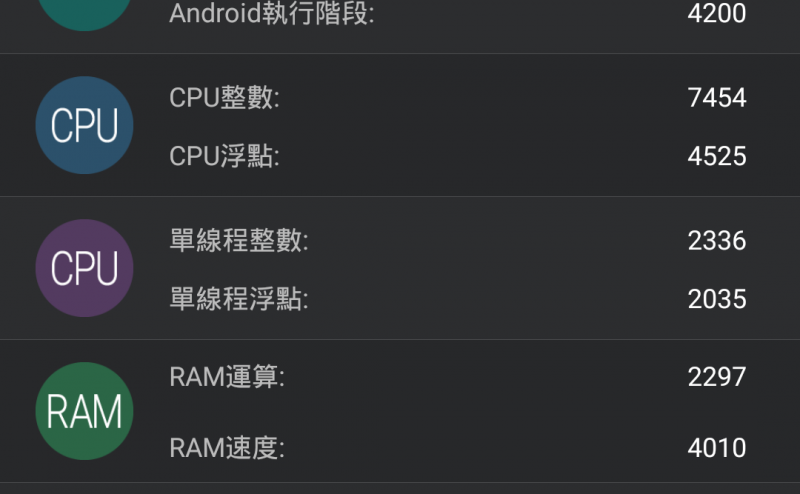 Android執行階段: 4200
CPU
CPU整數: 7454
CPU浮點: 4525
CPU
單線程整數: 2336
單線程浮點: 2035
RAM
RAM運算: 2297
RAM速度: 4010